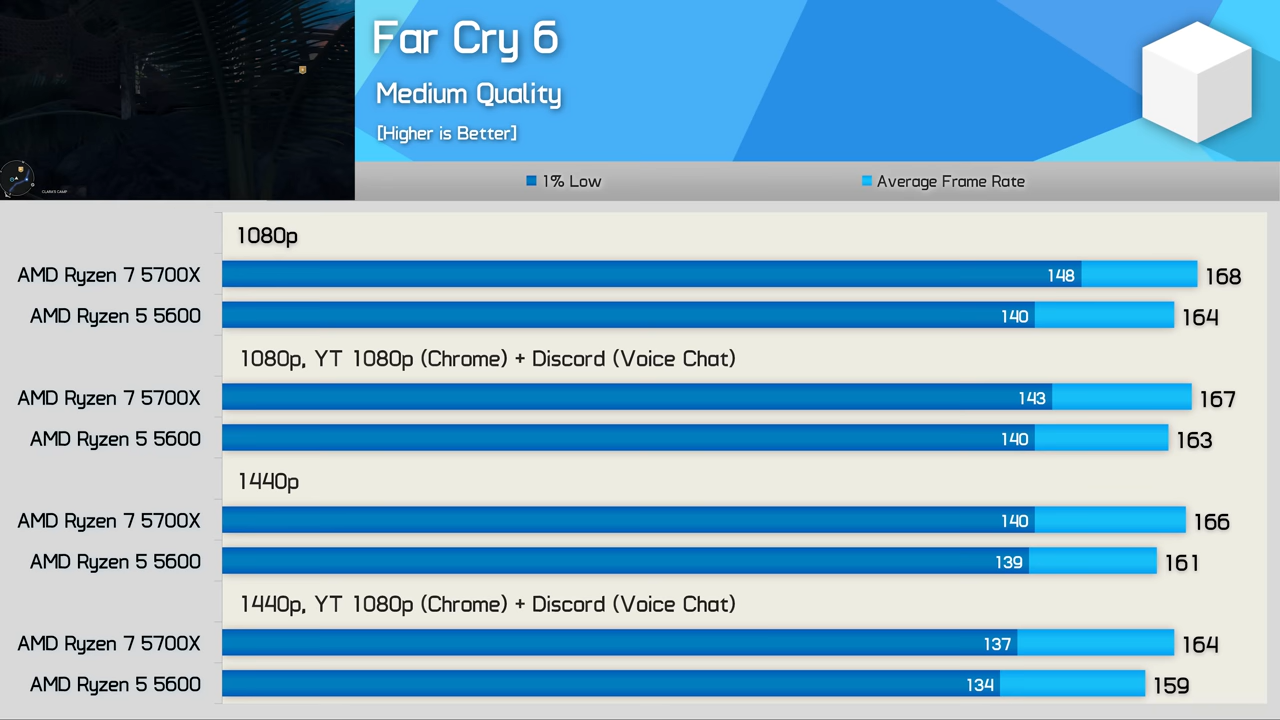 Far Cry 6
Medium Quality
[Higher is Better]
CLARA'S CAMP
1% Low
Average Frame Rate
1080p
AMD Ryzen 7 5700X 148 168
AMD Ryzen 5 5600 140 164
1080p, YT 1080p (Chrome) + Discord (Voice Chat)
AMD Ryzen 7 5700X 143 167
AMD Ryzen 5 5600 140 163
1440p
AMD Ryzen 7 5700X 140 166
AMD Ryzen 5 5600 139 161
1440p, YT 1080p (Chrome) + Discord (Voice Chat)
AMD Ryzen 7 5700X 137 164
AMD Ryzen 5 5600 134 159